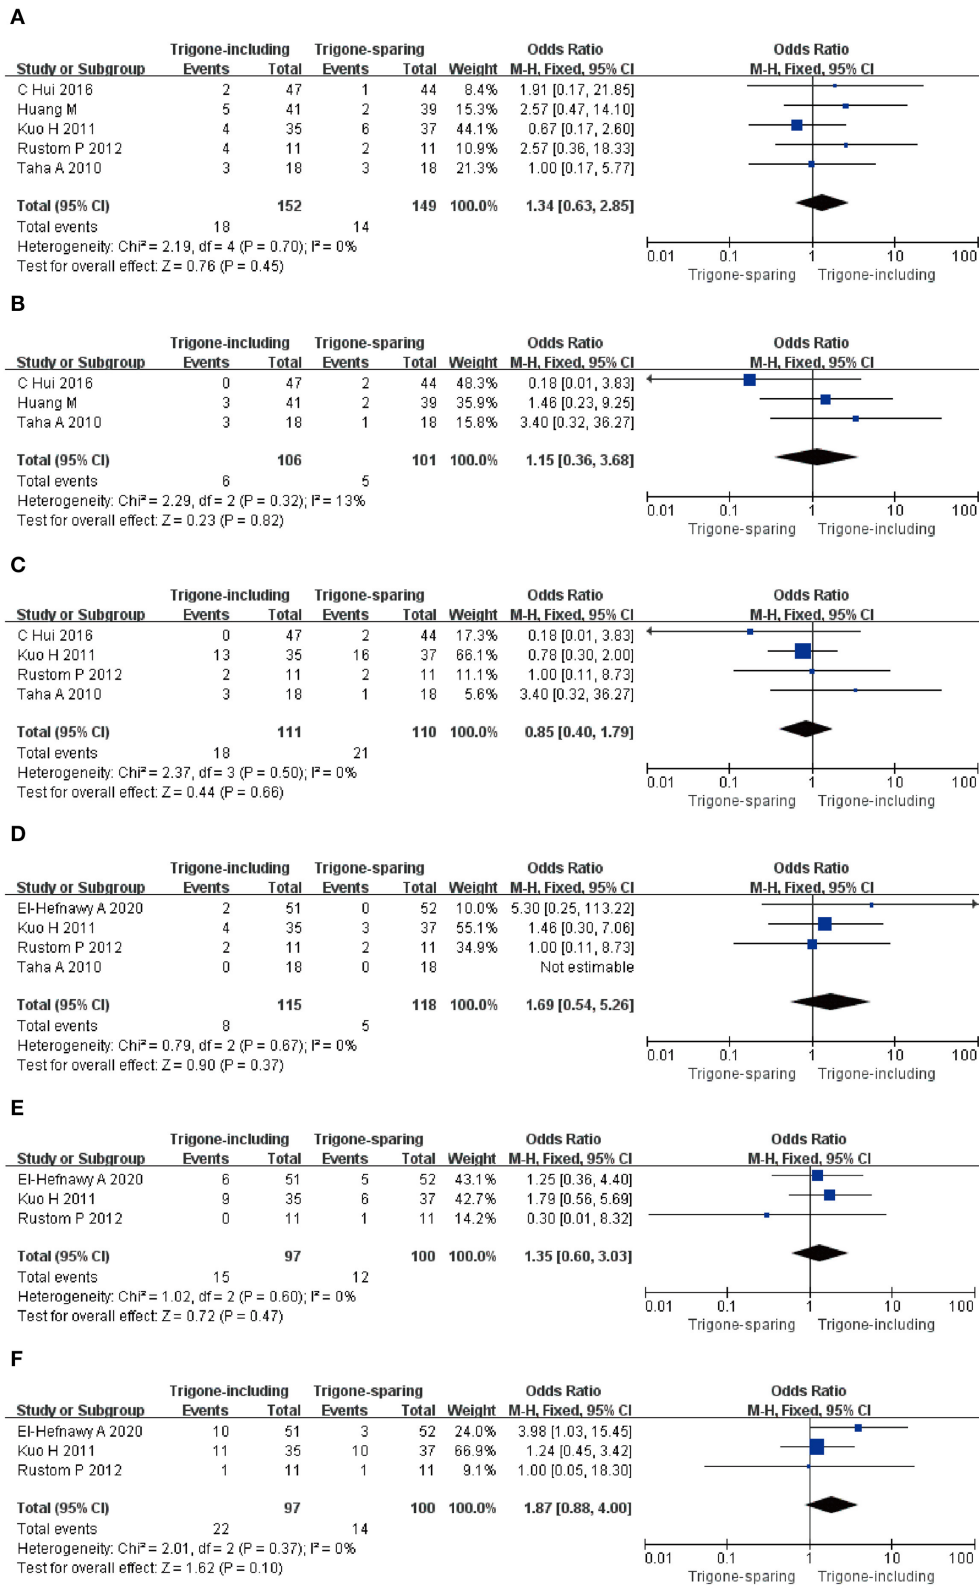 A
Trigone-including Trigone-sparing Odds Ratio Odds Ratio
Study or Subgroup Events Total Events Total Weight M-H, Fixed, 95% CI M-H, Fixed, 95% CI
C Hui 2016 2 47 1 44 8.4% 1.91 [0.17, 21.85]
Huang M 5 41 2 39 15.3% 2.57 [0.47, 14.10]
Kuo H 2011 4 35 6 37 44.1% 0.67 [0.17, 2.60]
Rustom P 2012 4 11 2 11 10.9% 2.57 [0.36, 18.33]
Taha A 2010 3 18 3 18 21.3% 1.00 [0.17, 5.77]
Total (95% CI) 152 149 100.0% 1.34 [0.63, 2.85]
Total events 18 14
Heterogeneity: Chi² = 2.19, df = 4 (P = 0.70); I² = 0%
Test for overall effect: Z = 0.76 (P = 0.45)
0.01 0.1 1 10 100
Trigone-sparing Trigone-including
B
Trigone-including Trigone-sparing Odds Ratio Odds Ratio
Study or Subgroup Events Total Events Total Weight M-H, Fixed, 95% CI M-H, Fixed, 95% CI
C Hui 2016 0 47 2 44 48.3% 0.18 [0.01, 3.83]
Huang M 3 41 2 39 35.9% 1.46 [0.23, 9.25]
Taha A 2010 3 18 1 18 15.8% 3.40 [0.32, 36.27]
Total (95% CI) 106 101 100.0% 1.15 [0.36, 3.68]
Total events 6 5
Heterogeneity: Chi² = 2.29, df = 2 (P = 0.32); I² = 13%
Test for overall effect: Z = 0.23 (P = 0.82)
0.01 0.1 1 10 100
Trigone-sparing Trigone-including
C
Trigone-including Trigone-sparing Odds Ratio Odds Ratio
Study or Subgroup Events Total Events Total Weight M-H, Fixed, 95% CI M-H, Fixed, 95% CI
C Hui 2016 0 47 2 44 17.3% 0.18 [0.01, 3.83]
Kuo H 2011 13 35 16 37 66.1% 0.78 [0.30, 2.00]
Rustom P 2012 2 11 2 11 11.1% 1.00 [0.11, 8.73]
Taha A 2010 3 18 1 18 5.6% 3.40 [0.32, 36.27]
Total (95% CI) 111 110 100.0% 0.85 [0.40, 1.79]
Total events 18 21
Heterogeneity: Chi² = 2.37, df = 3 (P = 0.50); I² = 0%
Test for overall effect: Z = 0.44 (P = 0.66)
0.01 0.1 1 10 100
Trigone-sparing Trigone-including
D
Trigone-including Trigone-sparing Odds Ratio Odds Ratio
Study or Subgroup Events Total Events Total Weight M-H, Fixed, 95% CI M-H, Fixed, 95% CI
El-Hefnawy A 2020 2 51 0 52 10.0% 5.30 [0.25, 113.22]
Kuo H 2011 4 35 3 37 55.1% 1.46 [0.30, 7.06]
Rustom P 2012 2 11 2 11 34.9% 1.00 [0.11, 8.73]
Taha A 2010 0 18 0 18 Not estimable
Total (95% CI) 115 118 100.0% 1.69 [0.54, 5.26]
Total events 8 5
Heterogeneity: Chi² = 0.79, df = 2 (P = 0.67); I² = 0%
Test for overall effect: Z = 0.90 (P = 0.37)
0.01 0.1 1 10 100
Trigone-sparing Trigone-including
E
Trigone-including Trigone-sparing Odds Ratio Odds Ratio
Study or Subgroup Events Total Events Total Weight M-H, Fixed, 95% CI M-H, Fixed, 95% CI
El-Hefnawy A 2020 6 51 5 52 43.1% 1.25 [0.36, 4.40]
Kuo H 2011 9 35 6 37 42.7% 1.79 [0.56, 5.69]
Rustom P 2012 0 11 1 11 14.2% 0.30 [0.01, 8.32]
Total (95% CI) 97 100 100.0% 1.35 [0.60, 3.03]
Total events 15 12
Heterogeneity: Chi² = 1.02, df = 2 (P = 0.60); I² = 0%
Test for overall effect: Z = 0.72 (P = 0.47)
0.01 0.1 1 10 100
Trigone-sparing Trigone-including
F
Trigone-including Trigone-sparing Odds Ratio Odds Ratio
Study or Subgroup Events Total Events Total Weight M-H, Fixed, 95% CI M-H, Fixed, 95% CI
El-Hefnawy A 2020 10 51 3 52 24.0% 3.98 [1.03, 15.45]
Kuo H 2011 11 35 10 37 66.9% 1.24 [0.45, 3.42]
Rustom P 2012 1 11 1 11 9.1% 1.00 [0.05, 18.30]
Total (95% CI) 97 100 100.0% 1.87 [0.88, 4.00]
Total events 22 14
Heterogeneity: Chi² = 2.01, df = 2 (P = 0.37); I² = 0%
Test for overall effect: Z = 1.62 (P = 0.10)
0.01 0.1 1 10 100
Trigone-sparing Trigone-including